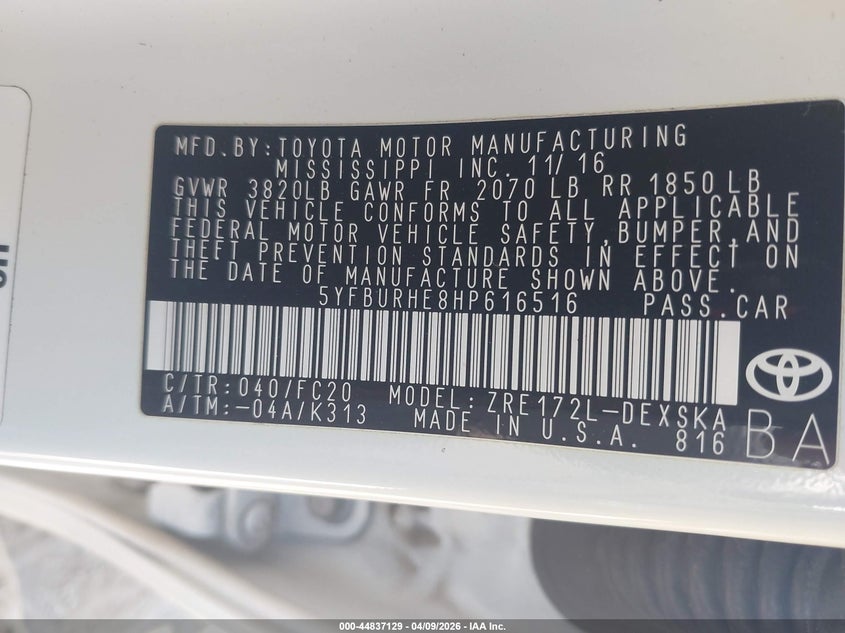 MFD.BY:TOYOTA MOTOR MANUFACTURING
MISSISSIPPI INC. 11/16
GVWR 3820LB GAWR FR 2070 LB RR 1850 LB
THIS VEHICLE CONFORMS TO ALL APPLICABLE
FEDERAL MOTOR VEHICLE SAFETY,BUMPER,AND
THEFT PREVENTION STANDARDS IN EFFECT ON
THE DATE OF MANUFACTURE SHOWN ABOVE.
5YFBURHE8HP616516 PASS.CAR
C/TR:040/FC20 MODEL:ZRE172L-DEXSKA
A/TM:-04A/K313 MADE IN U.S.A. 816
BA
000-44837129 - 04/09/2026 - IAA Inc.